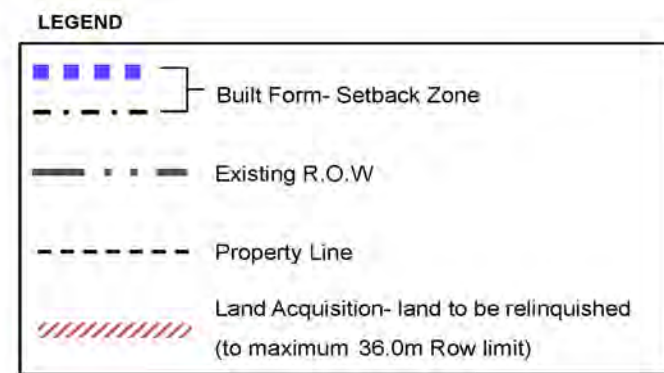 LEGEND
Built Form- Setback Zone
Existing R.O.W
Property Line
Land Acquisition- land to be relinquished
(to maximum 36.0m Row limit)